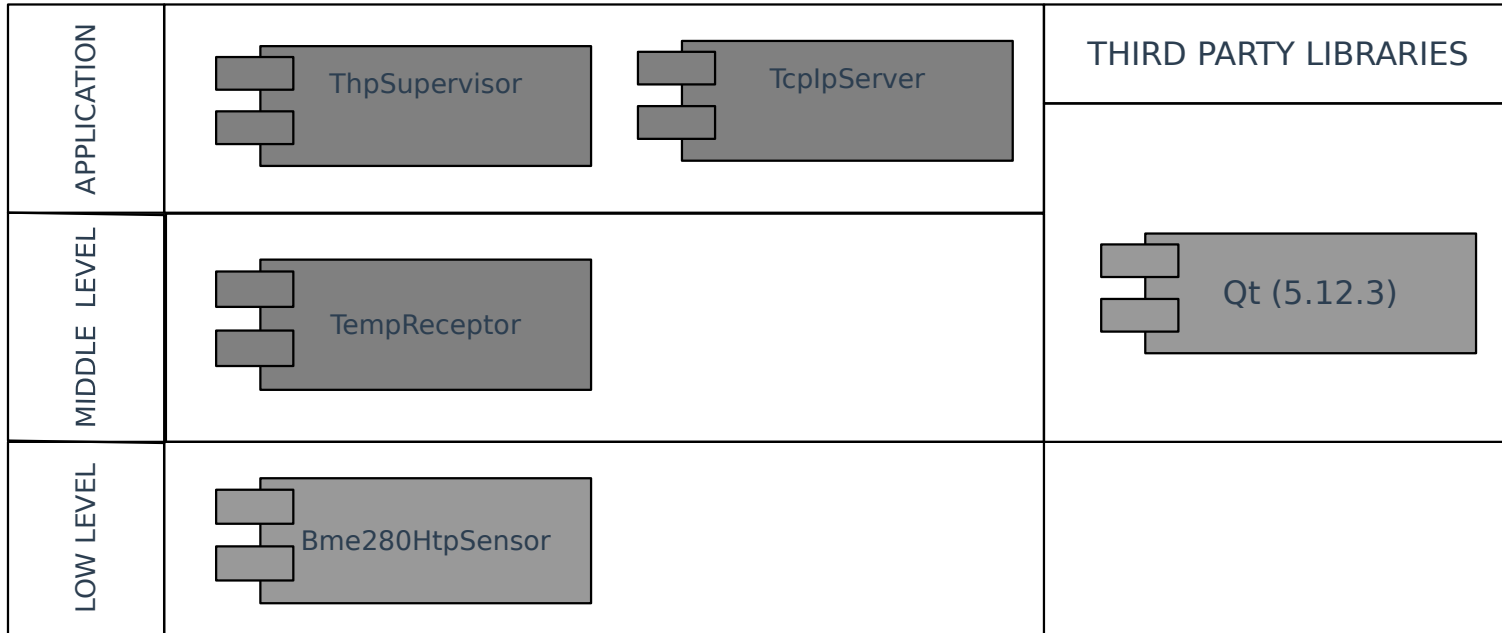 APPLICATION
ThpSupervisor
TcpIpServer
THIRD PARTY LIBRARIES
MIDDLE LEVEL
TempReceptor
Qt (5.12.3)
LOW LEVEL
Bme280HtpSensor